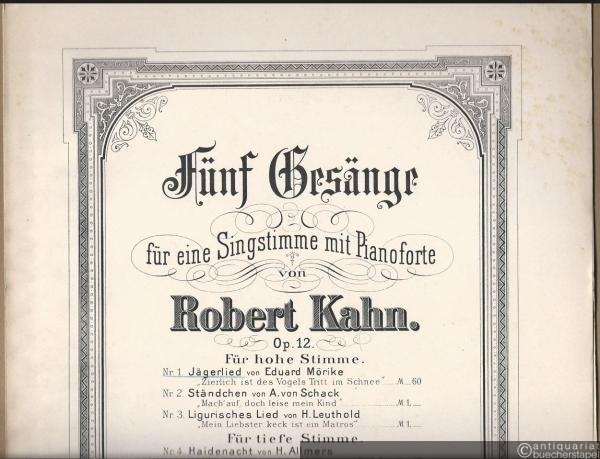 Fünf Gesänge
für eine Singstimme mit Pianoforte
von
Robert Kahn.
Op. 12.
Für hohe Stimme.
Nr. 1. Jägerlied von Eduard Mörike
„Zierlich ist des Vogels Tritt im Schnee" M _. 60
Nr. 2. Ständchen von A. von Schack
„Mach' auf, doch leise mein Kind" M 1, _
Nr. 3. Ligurisches Lied von H. Leuthold
„Mein Liebster keck ist ein Matros" M 1, _
Für tiefe Stimme.
Nr. 4. Haidenacht von H. Allmers
©antiquariat
buecherstapel